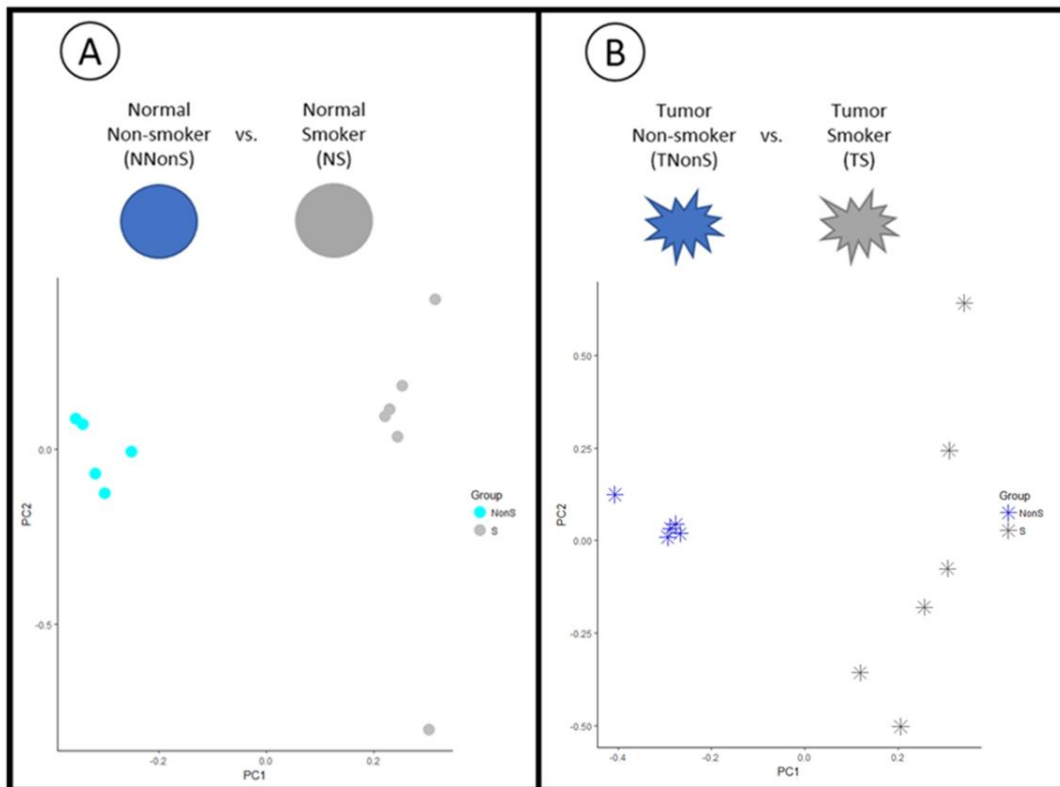 A
Normal
Non-smoker
(NNonS)
vs.
Normal
Smoker
(NS)
0.0
-0.5
PC2
-0.2
0.0
0.2
PC1
Group
NonS
S
B
Tumor
Non-smoker
(TNonS)
vs.
Tumor
Smoker
(TS)
0.50
0.25
0.00
-0.25
-0.50
PC2
-0.4
-0.2
0.0
0.2
PC1
Group
NonS
S